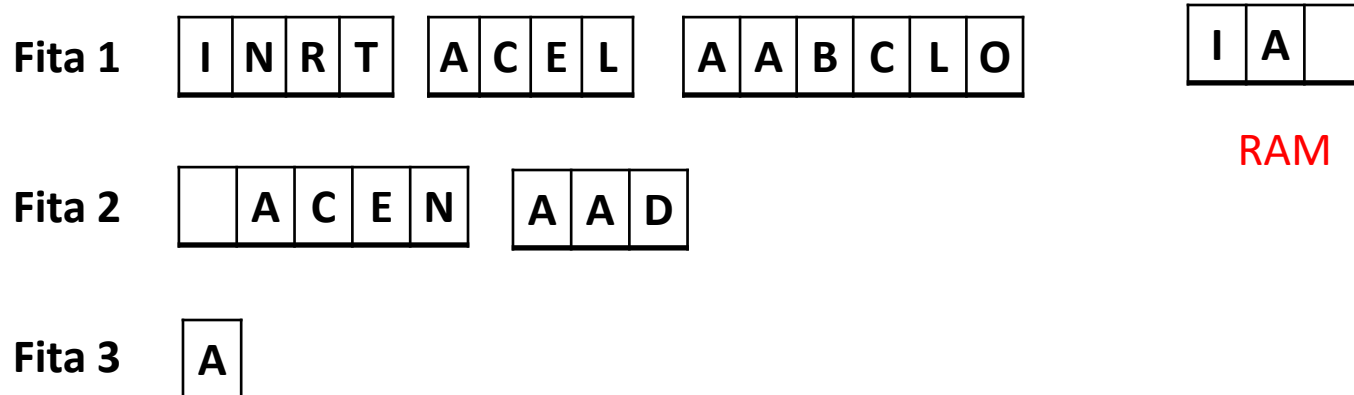 Fita 1 I N R T A C E L A A B C L O I A
RAM
Fita 2 A C E N A A D
Fita 3 A